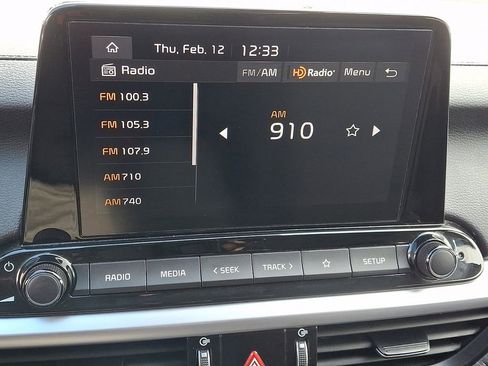 Thu, Feb. 12 12:33
Radio FM/AM HD Radio Menu
FM 100.3
FM 105.3
FM 107.9
AM 710
AM 740
AM
910
RADIO MEDIA < SEEK TRACK > SETUP